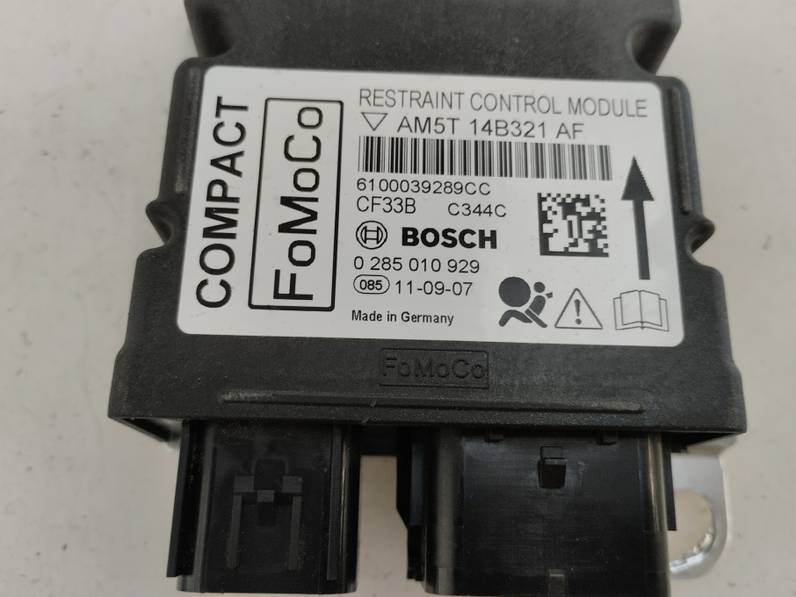 COMPACT
FoMoCo
RESTRAINT CONTROL MODULE
AM5T 14B321 AF
6100039289CC
CF33B C344C
BOSCH
0 285 010 929
085 11-09-07
Made in Germany
FoMoCo